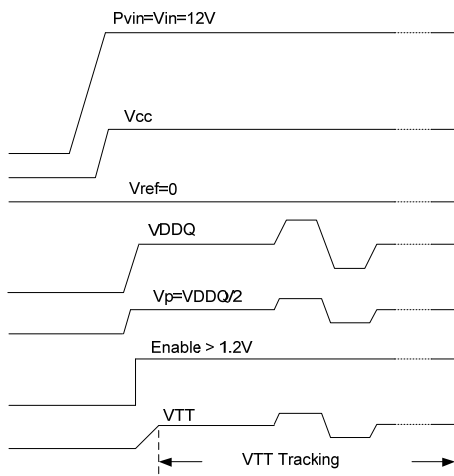 Pvin=Vin=12V
Vcc
Vref=0
VDDQ
Vp=VDDQ/2
Enable > 1.2V
VTT
VTT Tracking